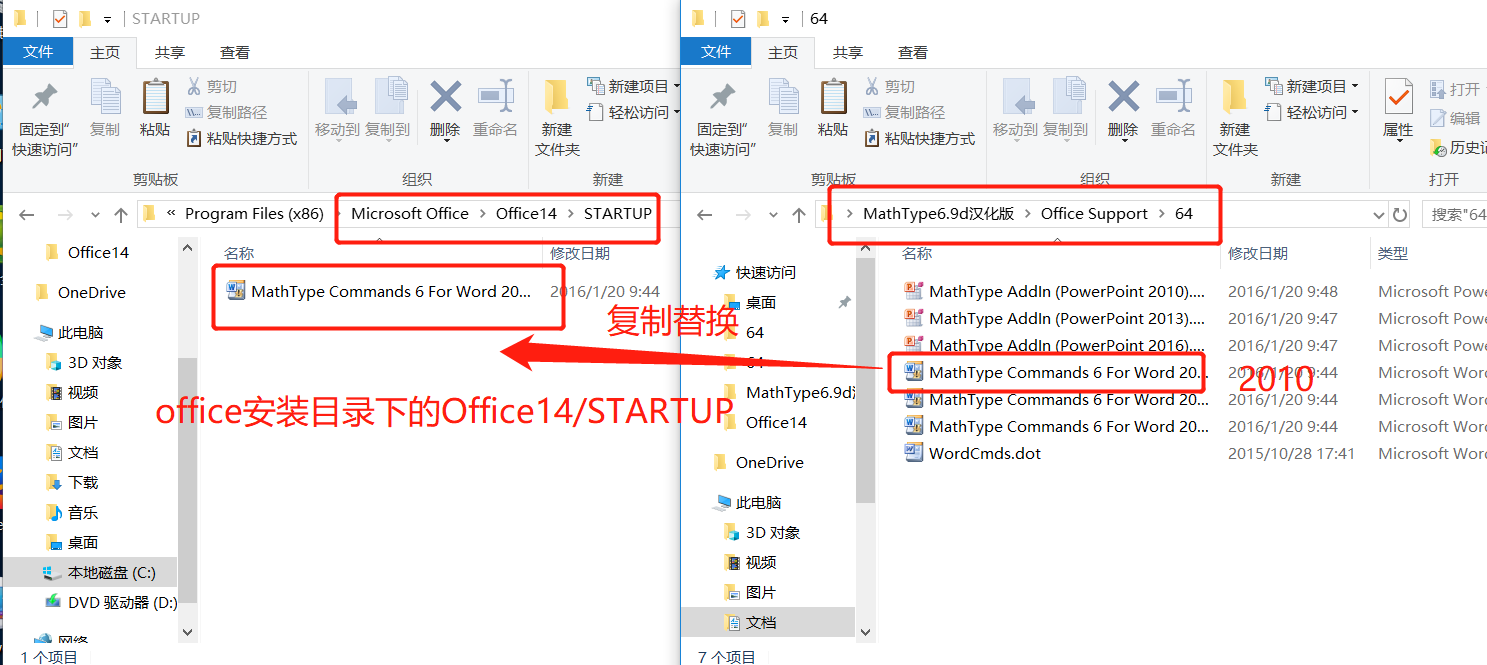 STARTUP
文件
主页
共享
查看
固定到"
快速访问"
复制
粘贴
剪切
复制路径
粘贴快捷方式
剪贴板
移动到
复制到
删除
重命名
组织
新建
文件夹
新建项目
轻松访问
新建
« Program Files (x86) › Microsoft Office › Office14 › STARTUP
Office14
OneDrive
此电脑
3D 对象
视频
图片
文档
下载
音乐
桌面
本地磁盘 (C:)
DVD 驱动器 (D:)
网络
名称
修改日期
MathType Commands 6 For Word 20...
2016/1/20 9:44
1 个项目
64
文件
主页
共享
查看
固定到"
快速访问"
复制
粘贴
剪切
复制路径
粘贴快捷方式
剪贴板
移动到
复制到
删除
重命名
组织
新建
文件夹
新建项目
轻松访问
新建
属性
打开
编辑
历史记
打开
› MathType6.9d汉化版 › Office Support › 64
搜索"64
快速访问
桌面
64
64
MathType6.9d
Office14
OneDrive
此电脑
3D 对象
视频
图片
文档
名称
修改日期
类型
MathType AddIn (PowerPoint 2010)....
2016/1/20 9:48
Microsoft Powe
MathType AddIn (PowerPoint 2013)....
2016/1/20 9:47
Microsoft Powe
MathType AddIn (PowerPoint 2016)....
2016/1/20 9:47
Microsoft Powe
MathType Commands 6 For Word 20...
2016/1/20 9:44
Microsoft Word
MathType Commands 6 For Word 20...
2016/1/20 9:44
Microsoft Word
MathType Commands 6 For Word 20...
2016/1/20 9:44
Microsoft Word
WordCmds.dot
2015/10/28 17:41
Microsoft Word
7 个项目
复制替换
2010
office安装目录下的Office14/STARTUP